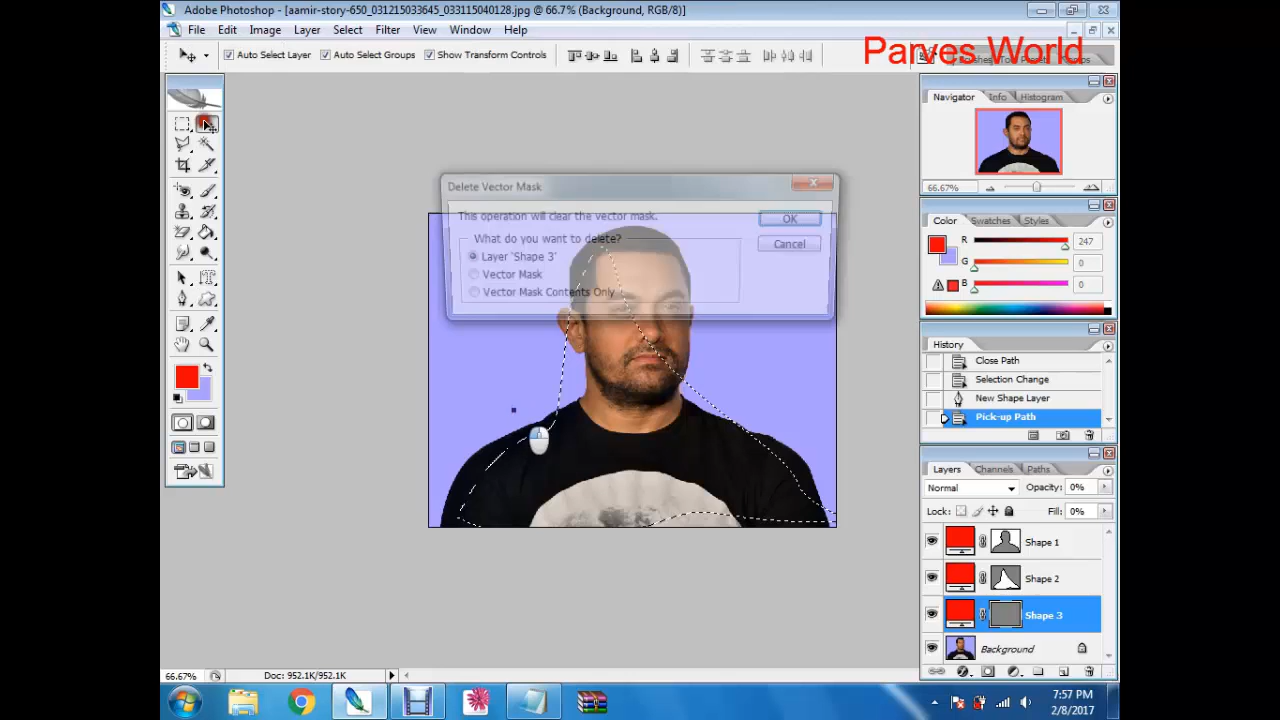 Adobe Photoshop - [aamir-story-650_031215033645_033115040128.jpg @ 66.7% (Background, RGB/8)]
File Edit Image Layer Select Filter View Window Help
Auto Select Layer Auto Select Groups Show Transform Controls
Parves World
Navigator Info Histogram
66.67%
Color Swatches Styles
R 247
G 0
B 0
History
Close Path
Selection Change
New Shape Layer
Pick-up Path
Layers Channels Paths
Normal Opacity: 0%
Lock: Fill: 0%
Shape 1
Shape 2
Shape 3
Background
Delete Vector Mask
This operation will clear the vector mask.
What do you want to delete?
Layer 'Shape 3'
Vector Mask
Vector Mask Contents Only
OK
Cancel
66.67% Doc: 952.1K/952.1K
7:57 PM
2/8/2017